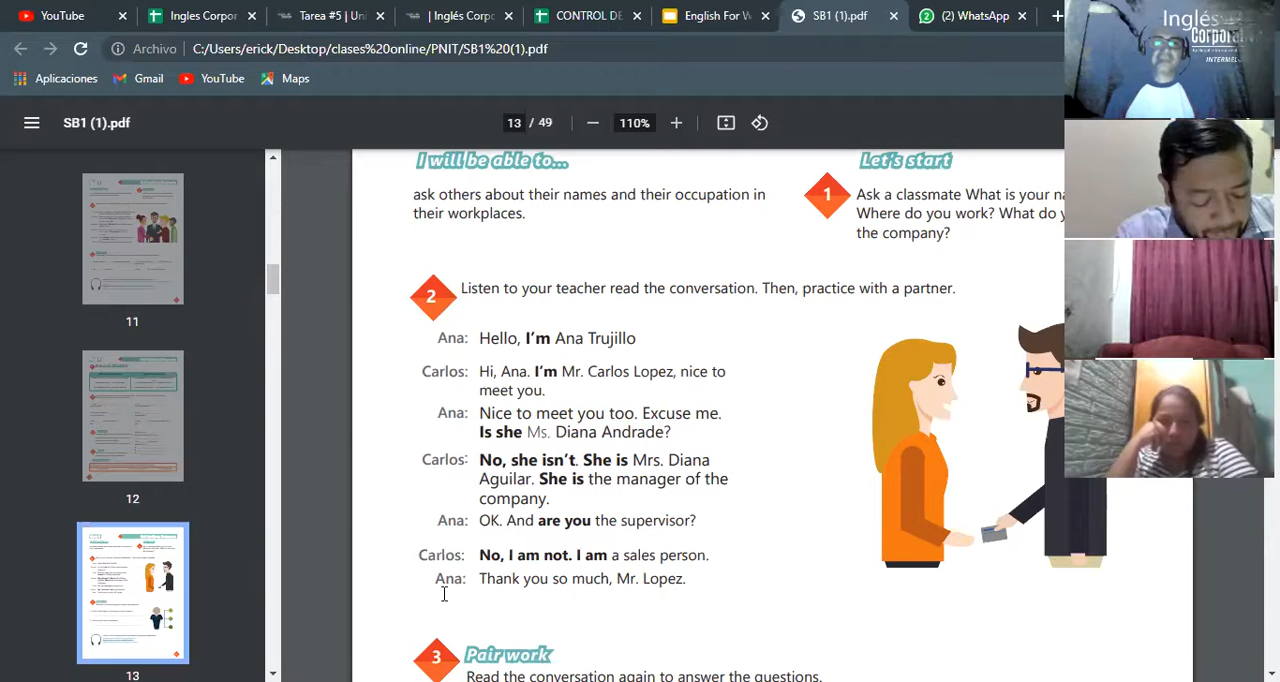 YouTube
Ingles Corpor
Tarea #5 | Uni
| Inglés Corpo
CONTROL DE
English For W
SB1 (1).pdf
(2) WhatsApp
Archivo C:/Users/erick/Desktop/clases%20online/PNIT/SB1%20(1).pdf
Aplicaciones Gmail YouTube Maps
SB1 (1).pdf 13 / 49 110%
Inglés
Corporativo
INTERMED
11
12
13
I will be able to...
ask others about their names and their occupation in
their workplaces.
Let's start
1
Ask a classmate What is your na
Where do you work? What do y
the company?
2
Listen to your teacher read the conversation. Then, practice with a partner.
Ana: Hello, I'm Ana Trujillo
Carlos: Hi, Ana. I'm Mr. Carlos Lopez, nice to
meet you.
Ana: Nice to meet you too. Excuse me.
Is she Ms. Diana Andrade?
Carlos: No, she isn't. She is Mrs. Diana
Aguilar. She is the manager of the
company.
Ana: OK. And are you the supervisor?
Carlos: No, I am not. I am a sales person.
Ana: Thank you so much, Mr. Lopez.
3
Pair work
Read the conversation again to answer the questions.